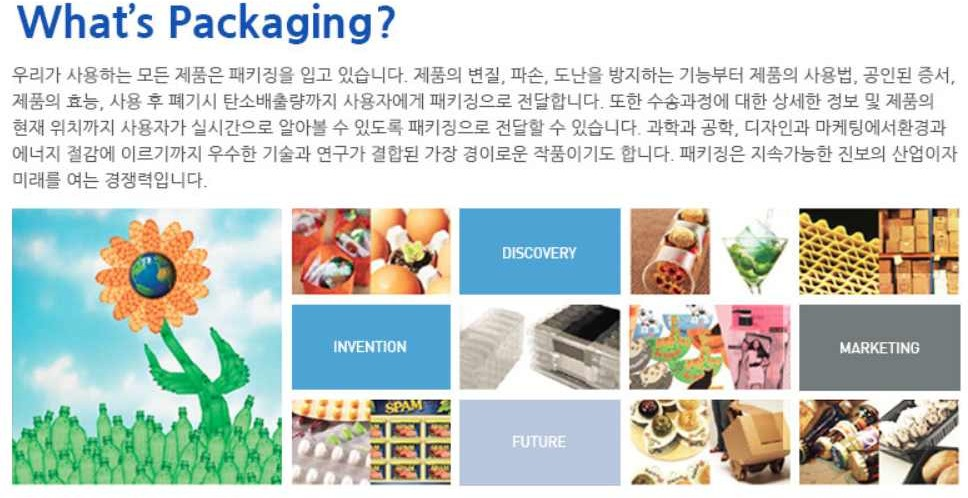 What's Packaging?
우리가 사용하는 모든 제품은 패키징을 입고 있습니다. 제품의 변질, 파손, 도난을 방지하는 기능부터 제품의 사용법, 공인된 증서,
제품의 효능, 사용 후 폐기시 탄소배출량까지 사용자에게 패키징으로 전달합니다. 또한 수송과정에 대한 상세한 정보 및 제품의
현재 위치까지 사용자가 실시간으로 알아볼 수 있도록 패키징으로 전달할 수 있습니다. 과학과 공학, 디자인과 마케팅에서환경과
에너지 절감에 이르기까지 우수한 기술과 연구가 결합된 가장 경이로운 작품이기도 합니다. 패키징은 지속가능한 진보의 산업이자
미래를 여는 경쟁력입니다.
DISCOVERY
INVENTION
MARKETING
SPAM
FUTURE